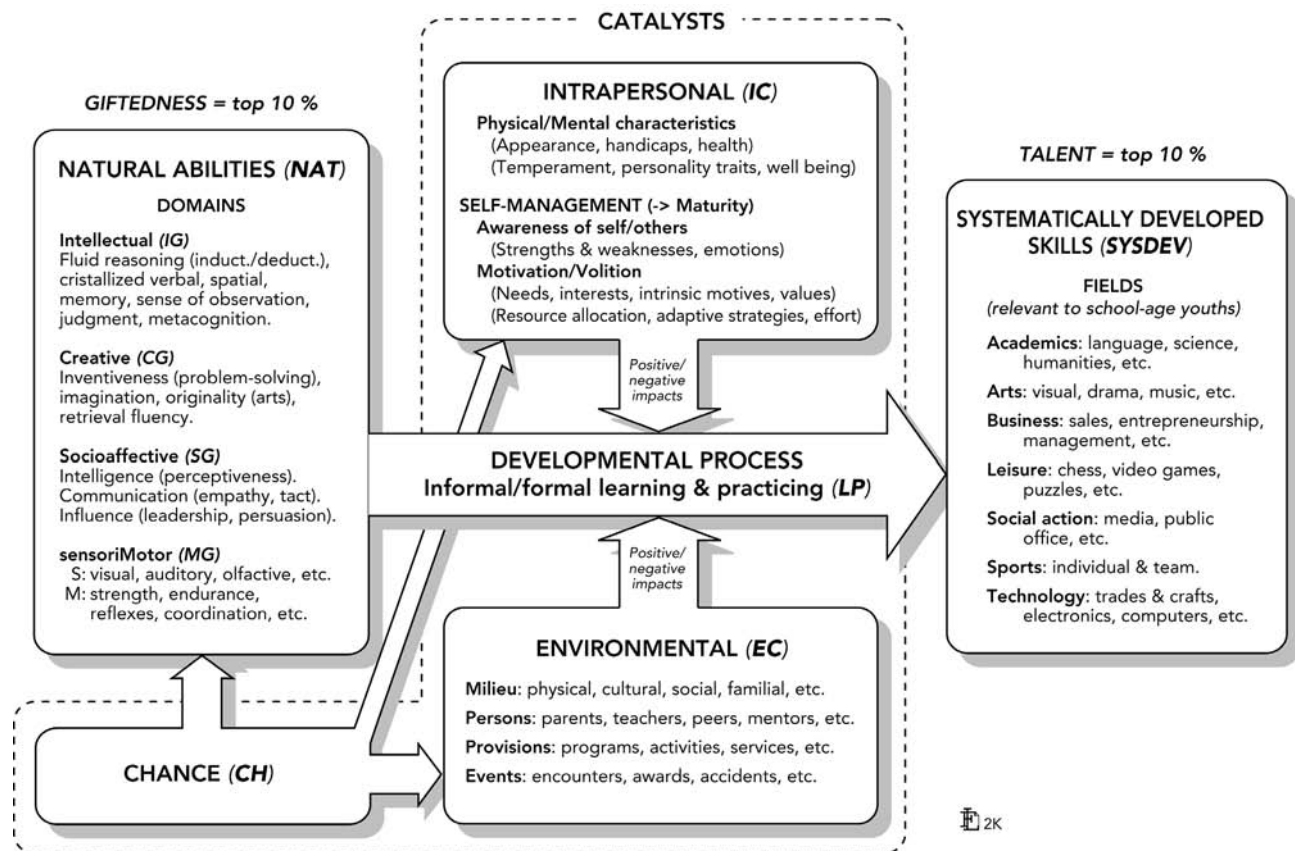 CATALYSTS
GIFTEDNESS = top 10 %
NATURAL ABILITIES (NAT)
DOMAINS
Intellectual (IG)
Fluid reasoning (induct./deduct.),
cristallized verbal, spatial,
memory, sense of observation,
judgment, metacognition.
Creative (CG)
Inventiveness (problem-solving),
imagination, originality (arts),
retrieval fluency.
Socioaffective (SG)
Intelligence (perceptiveness).
Communication (empathy, tact).
Influence (leadership, persuasion).
sensoriMotor (MG)
S: visual, auditory, olfactive, etc.
M: strength, endurance,
reflexes, coordination, etc.
CHANCE (CH)
INTRAPERSONAL (IC)
Physical/Mental characteristics
(Appearance, handicaps, health)
(Temperament, personality traits, well being)
SELF-MANAGEMENT (-> Maturity)
Awareness of self/others
(Strengths & weaknesses, emotions)
Motivation/Volition
(Needs, interests, intrinsic motives, values)
(Resource allocation, adaptive strategies, effort)
Positive/
negative
impacts
DEVELOPMENTAL PROCESS
Informal/formal learning & practicing (LP)
Positive/
negative
impacts
ENVIRONMENTAL (EC)
Milieu: physical, cultural, social, familial, etc.
Persons: parents, teachers, peers, mentors, etc.
Provisions: programs, activities, services, etc.
Events: encounters, awards, accidents, etc.
TALENT = top 10 %
SYSTEMATICALLY DEVELOPED
SKILLS (SYSDEV)
FIELDS
(relevant to school-age youths)
Academics: language, science,
humanities, etc.
Arts: visual, drama, music, etc.
Business: sales, entrepreneurship,
management, etc.
Leisure: chess, video games,
puzzles, etc.
Social action: media, public
office, etc.
Sports: individual & team.
Technology: trades & crafts,
electronics, computers, etc.
2K